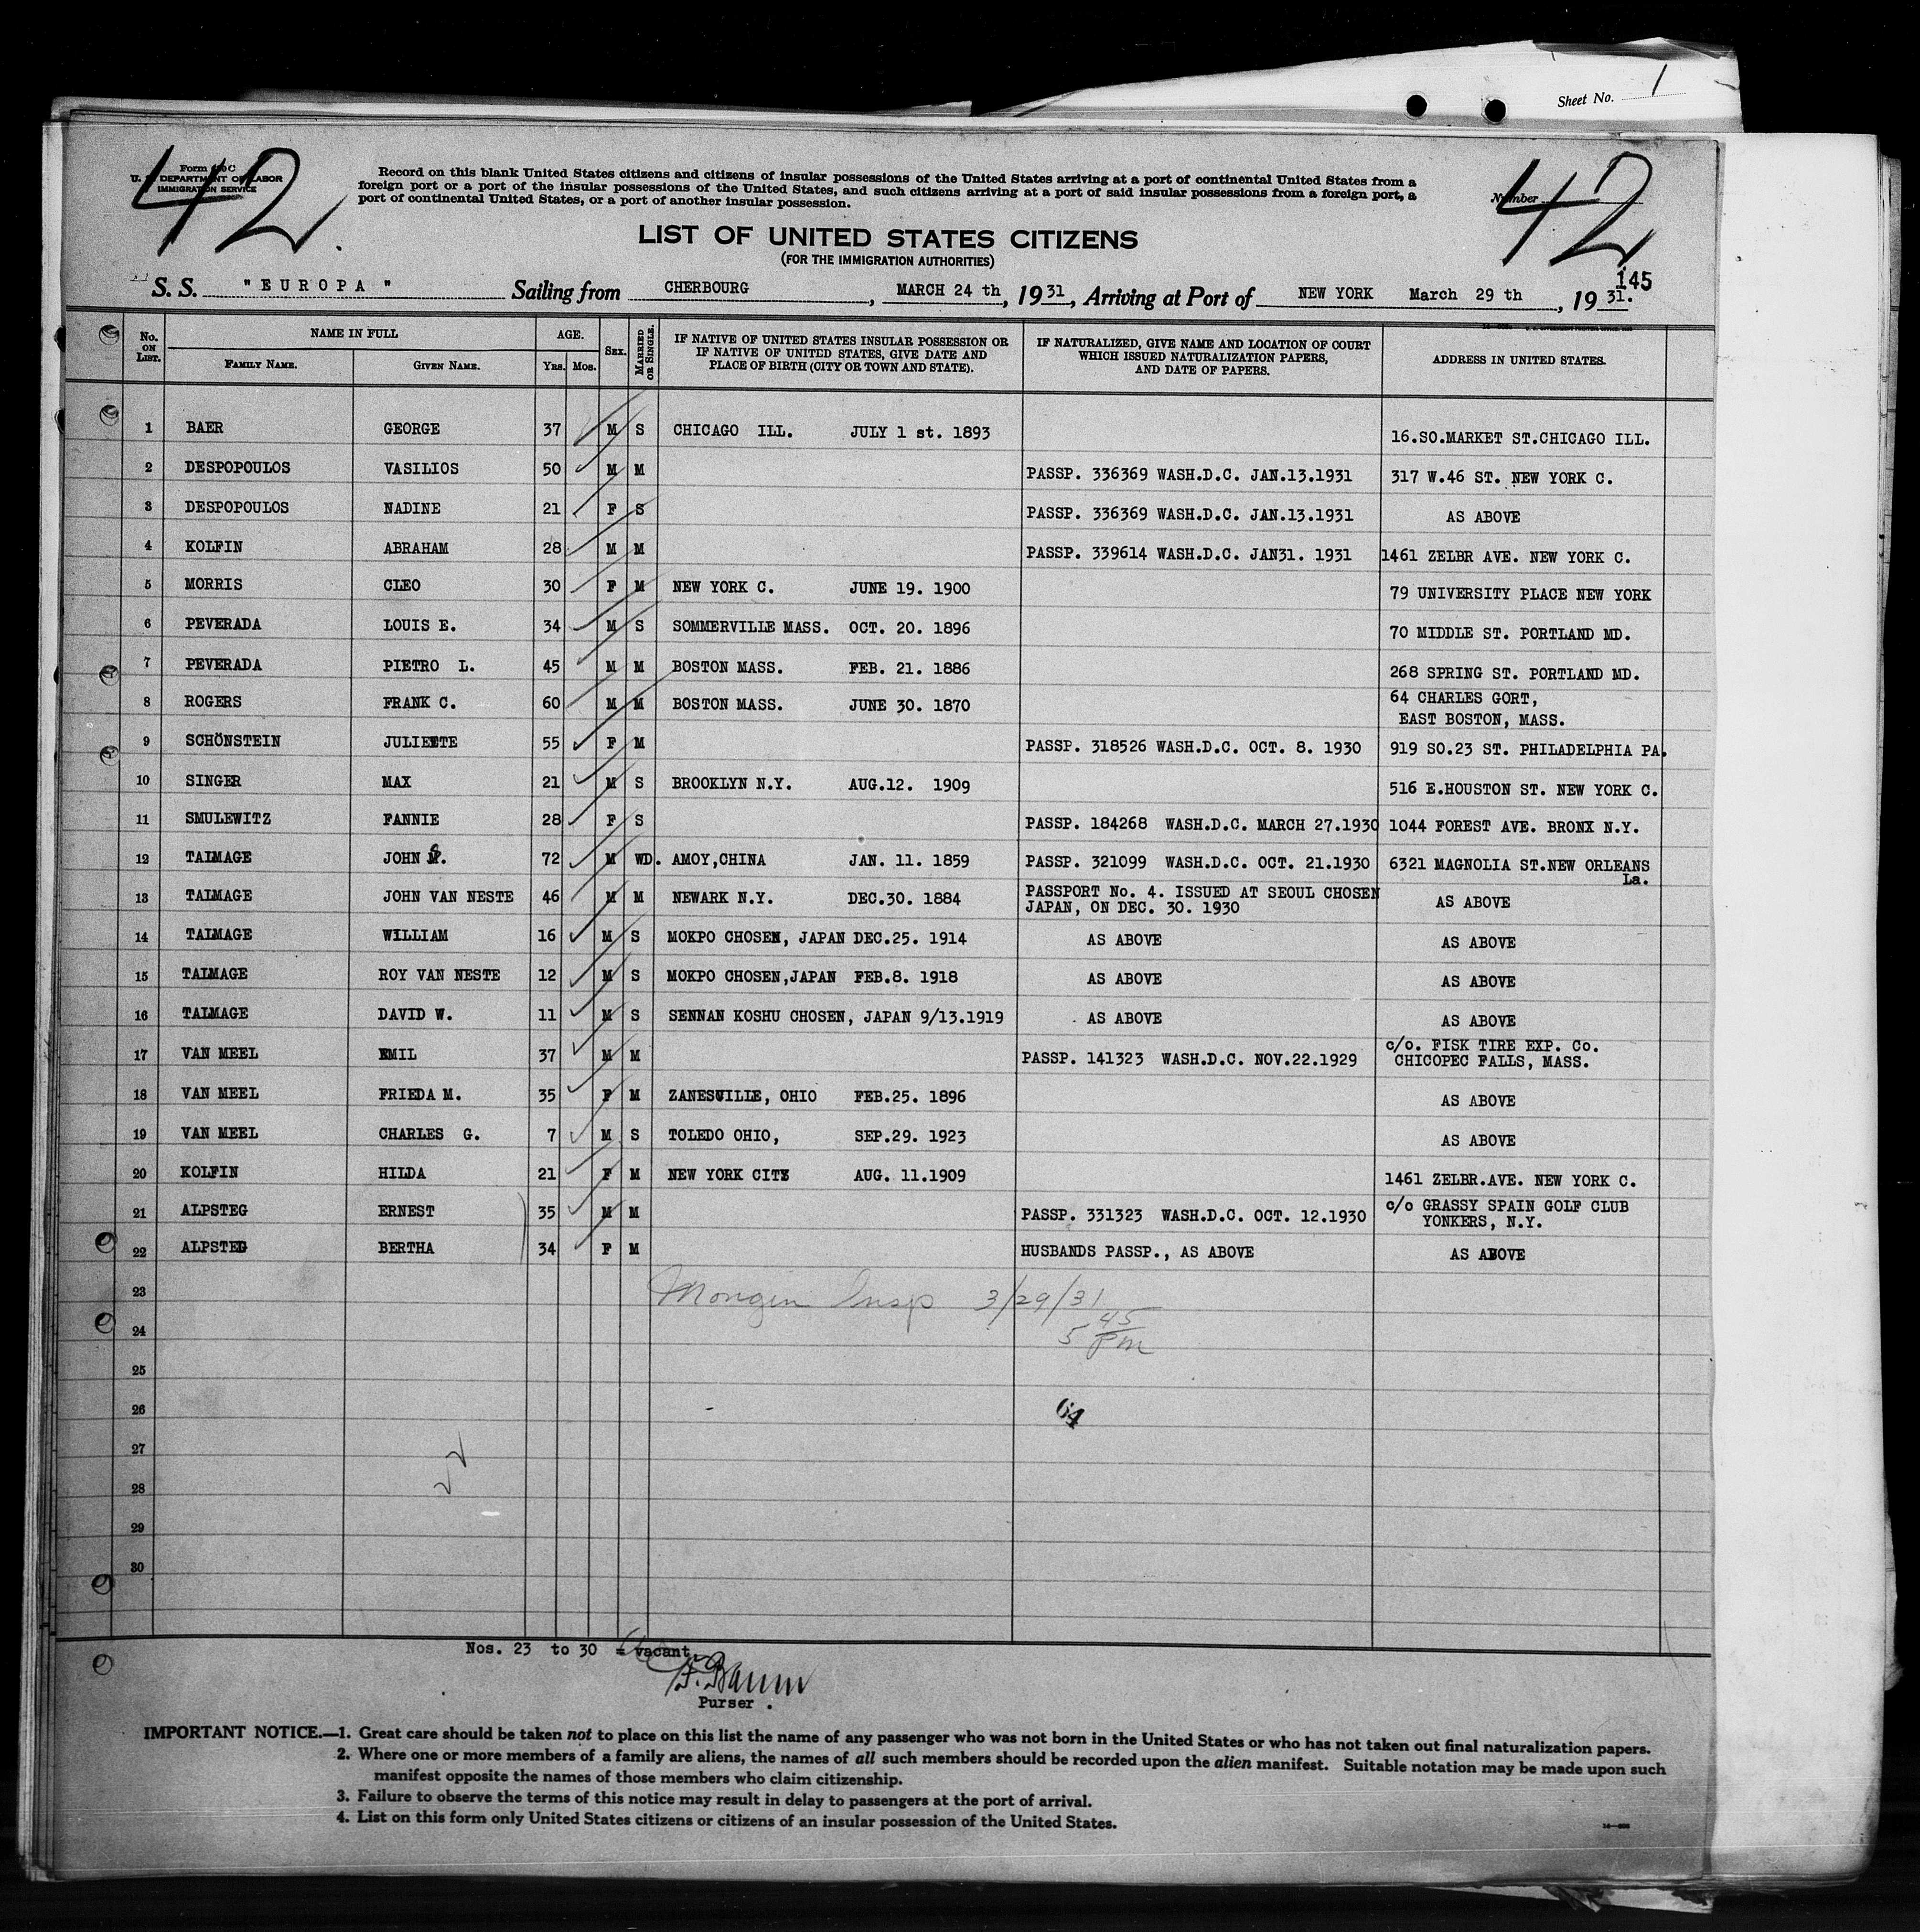 Sheet No. 1
42.
Form 630 C
U. S. DEPARTMENT OF LABOR
IMMIGRATION SERVICE
Record on this blank United States citizens and citizens of insular possessions of the United States arriving at a port of continental United States from a
foreign port or a port of the insular possessions of the United States, and such citizens arriving at a port of said insular possessions from a foreign port, a
port of continental United States, or a port of another insular possession.
Number
42
LIST OF UNITED STATES CITIZENS
(FOR THE IMMIGRATION AUTHORITIES)
145
S. S. "EUROPA" Sailing from CHERBOURG, MARCH 24 th, 1931, Arriving at Port of NEW YORK March 29 th, 1931.
No. ON LIST. NAME IN FULL FAMILY NAME. GIVEN NAME. AGE. Yrs. Mos. SEX. MARRIED OR SINGLE. IF NATIVE OF UNITED STATES INSULAR POSSESSION OR IF NATIVE OF UNITED STATES, GIVE DATE AND PLACE OF BIRTH (CITY OR TOWN AND STATE). IF NATURALIZED, GIVE NAME AND LOCATION OF COURT WHICH ISSUED NATURALIZATION PAPERS, AND DATE OF PAPERS. ADDRESS IN UNITED STATES.
1 BAER GEORGE 37 M S CHICAGO ILL. JULY 1 st. 1893 16.SO.MARKET ST.CHICAGO ILL.
2 DESPOPOULOS VASILIOS 50 M M PASSP. 336369 WASH.D.C. JAN.13.1931 317 W.46 ST. NEW YORK C.
3 DESPOPOULOS NADINE 21 F S PASSP. 336369 WASH.D.C. JAN.13.1931 AS ABOVE
4 KOLFIN ABRAHAM 28 M M PASSP. 339614 WASH.D.C. JAN31. 1931 1461 ZELBR AVE. NEW YORK C.
5 MORRIS CLEO 30 F M NEW YORK C. JUNE 19. 1900 79 UNIVERSITY PLACE NEW YORK
6 PEVERADA LOUIS E. 34 M S SOMMERVILLE MASS. OCT. 20. 1896 70 MIDDLE ST. PORTLAND MD.
7 PEVERADA PIETRO L. 45 M M BOSTON MASS. FEB. 21. 1886 268 SPRING ST. PORTLAND MD.
8 ROGERS FRANK C. 60 M M BOSTON MASS. JUNE 30. 1870 64 CHARLES GORT,
EAST BOSTON, MASS.
9 SCHÖNSTEIN JULIETTE 55 F M PASSP. 318526 WASH.D.C. OCT. 8. 1930 919 SO.23 ST. PHILADELPHIA PA.
10 SINGER MAX 21 M S BROOKLYN N.Y. AUG.12. 1909 516 E.HOUSTON ST. NEW YORK C.
11 SMULEWITZ FANNIE 28 F S PASSP. 184268 WASH.D.C. MARCH 27.1930 1044 FOREST AVE. BRONX N.Y.
12 TALMAGE JOHN 72 M WD. AMOY,CHINA JAN. 11. 1859 PASSP. 321099 WASH.D.C. OCT. 21.1930 6321 MAGNOLIA ST.NEW ORLEANS
La.
13 TALMAGE JOHN VAN NESTE 46 M M NEWARK N.Y. DEC.30. 1884 PASSPORT No. 4. ISSUED AT SEOUL CHOSEN
JAPAN, ON DEC. 30. 1930 AS ABOVE
14 TALMAGE WILLIAM 16 M S MOKPO CHOSEN, JAPAN DEC.25. 1914 AS ABOVE AS ABOVE
15 TALMAGE ROY VAN NESTE 12 M S MOKPO CHOSEN,JAPAN FEB.8. 1918 AS ABOVE AS ABOVE
16 TALMAGE DAVID W. 11 M S SENNAN KOSHU CHOSEN, JAPAN 9/13.1919 AS ABOVE AS ABOVE
17 VAN MEEL EMIL 37 M M PASSP. 141323 WASH.D.C. NOV.22.1929 c/o. FISK TIRE EXP. Co.
CHICOPEC FALLS, MASS.
18 VAN MEEL FRIEDA M. 35 F M ZANESVILLE, OHIO FEB.25. 1896 AS ABOVE
19 VAN MEEL CHARLES G. 7 M S TOLEDO OHIO, SEP.29. 1923 AS ABOVE
20 KOLFIN HILDA 21 F M NEW YORK CITY AUG. 11.1909 1461 ZELBR.AVE. NEW YORK C.
21 ALPSTEG ERNEST 35 M M PASSP. 331323 WASH.D.C. OCT. 12.1930 c/o GRASSY SPAIN GOLF CLUB
YONKERS, N.Y.
22 ALPSTEG BERTHA 34 F M HUSBANDS PASSP., AS ABOVE AS ABOVE
23 Mongin Insp 3/29/31
24 5 45 pm
25
26 64
27
28
29
30
Nos. 23 to 30 = vacant.
Purser.
IMPORTANT NOTICE.—1. Great care should be taken not to place on this list the name of any passenger who was not born in the United States or who has not taken out final naturalization papers.
2. Where one or more members of a family are aliens, the names of all such members should be recorded upon the alien manifest. Suitable notation may be made upon such
manifest opposite the names of those members who claim citizenship.
3. Failure to observe the terms of this notice may result in delay to passengers at the port of arrival.
4. List on this form only United States citizens or citizens of an insular possession of the United States.